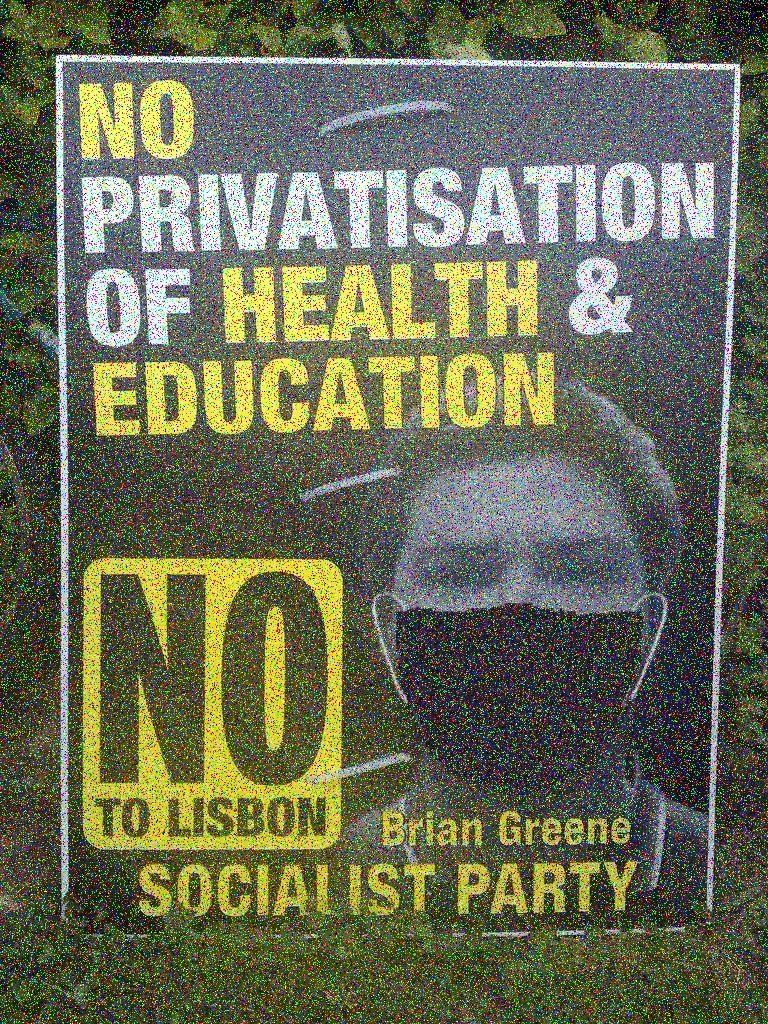 NO
PRIVATISATION
OF HEALTH &
EDUCATION
NO
TO LISBON
Brian Greene
SOCIALIST PARTY